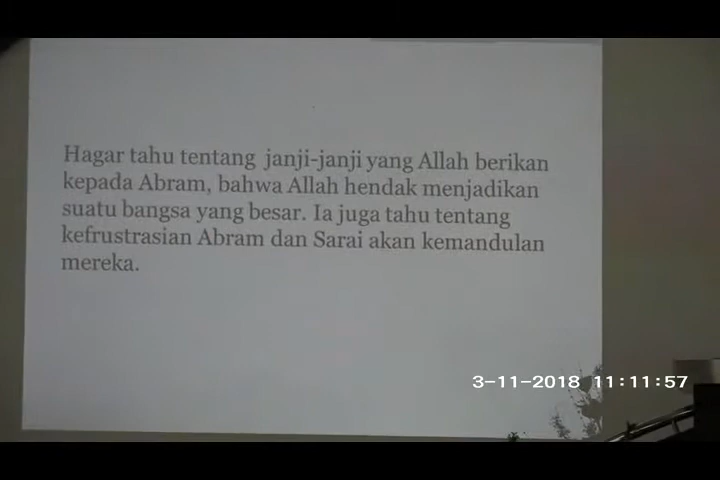 Hagar tahu tentang janji-janji yang Allah berikan
kepada Abram, bahwa Allah hendak menjadikan
suatu bangsa yang besar. Ia juga tahu tentang
kefrustrasian Abram dan Sarai akan kemandulan
mereka.
3-11-2018 11:11:57